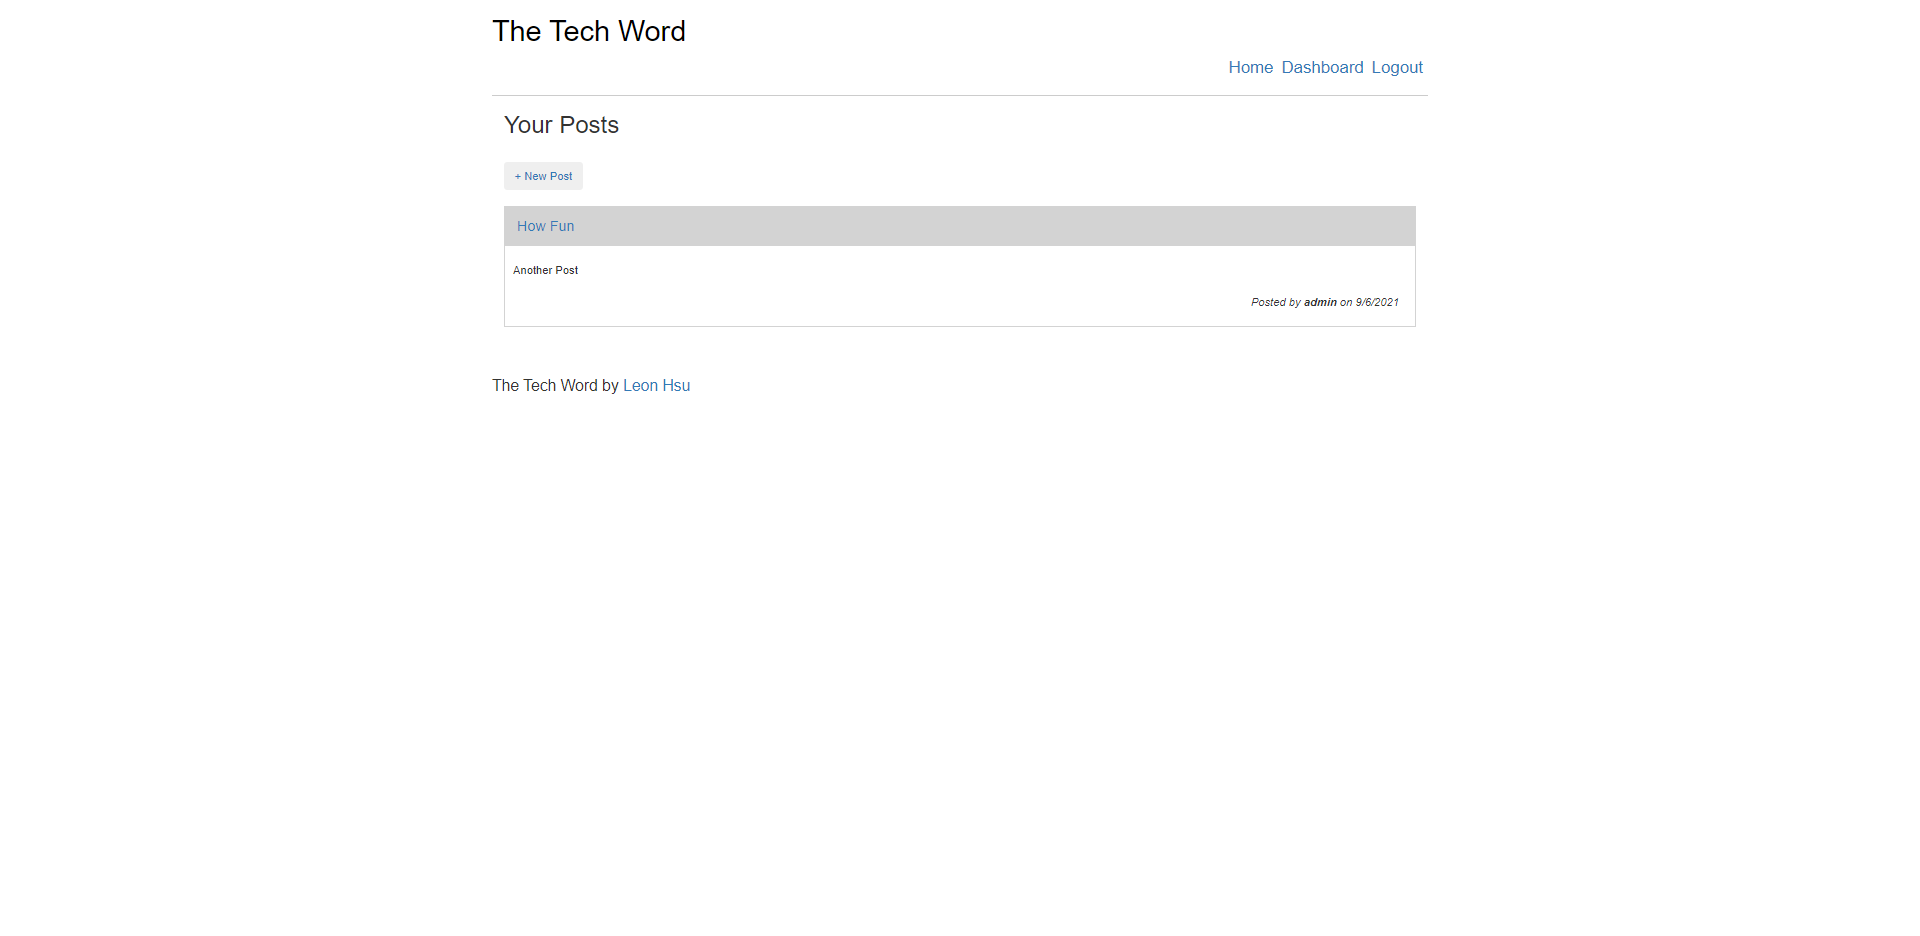 The Tech Word
Home Dashboard Logout
Your Posts
+ New Post
How Fun
Another Post
Posted by admin on 9/6/2021
The Tech Word by Leon Hsu